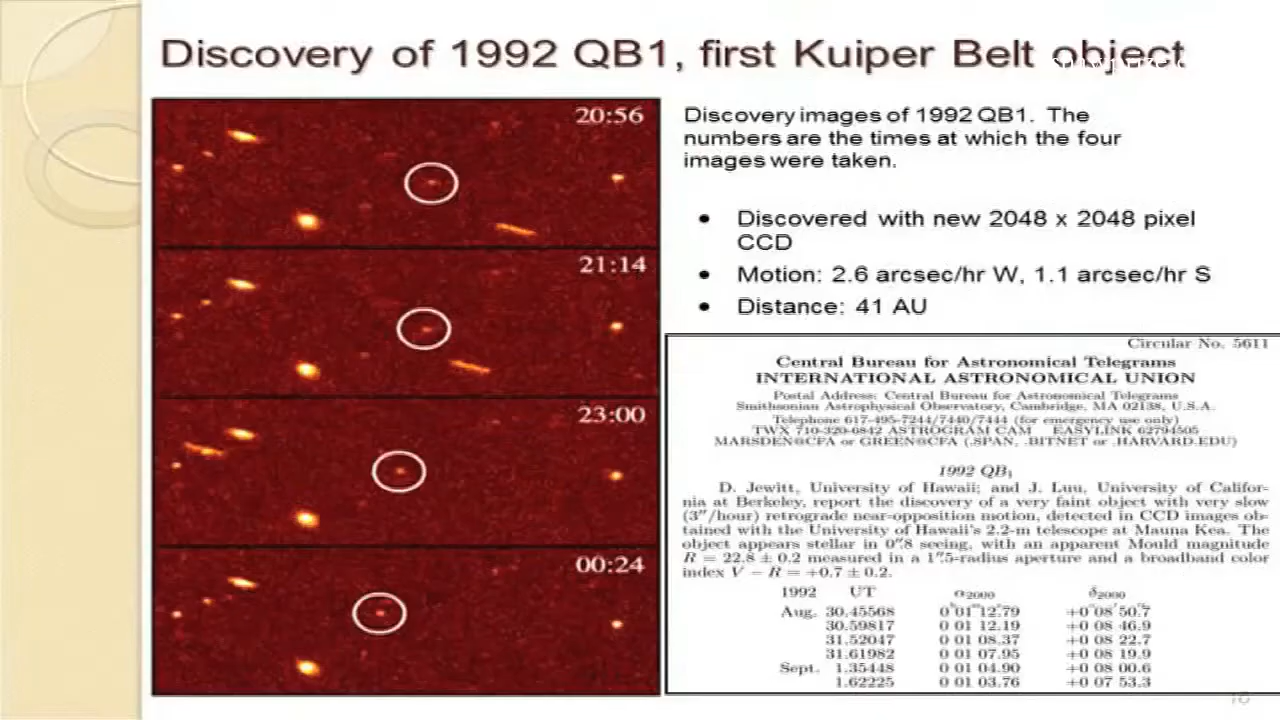 Discovery of 1992 QB1, first Kuiper Belt object
20:56
21:14
23:00
00:24
Discovery images of 1992 QB1. The
numbers are the times at which the four
images were taken.
• Discovered with new 2048 x 2048 pixel
CCD
• Motion: 2.6 arcsec/hr W, 1.1 arcsec/hr S
• Distance: 41 AU
Circular No. 5611
Central Bureau for Astronomical Telegrams
INTERNATIONAL ASTRONOMICAL UNION
Postal Address: Central Bureau for Astronomical Telegrams
Smithsonian Astrophysical Observatory, Cambridge, MA 02138, U.S.A.
Telephone 617-495-7244/7440/7444 (for emergency use only)
TWX 710-320-6842 ASTROGRAM CAM EASYLINK 62794505
MARSDEN@CFA or GREEN@CFA (.SPAN, .BITNET or .HARVARD.EDU)
1992 QB₁
D. Jewitt, University of Hawaii; and J. Luu, University of Califor-
nia at Berkeley, report the discovery of a very faint object with very slow
(3″/hour) retrograde near-opposition motion, detected in CCD images ob-
tained with the University of Hawaii's 2.2-m telescope at Mauna Kea. The
object appears stellar in 0″.8 seeing, with an apparent Mould magnitude
R = 22.8 ± 0.2 measured in a 1″.5-radius aperture and a broadband color
index V − R = +0.7 ± 0.2.
1992 UT α₂₀₀₀ δ₂₀₀₀
Aug. 30.45568 0ʰ01ᵐ12ˢ.79 +0°08′50″.7
30.59817 0 01 12.19 +0 08 46.9
31.52047 0 01 08.37 +0 08 22.7
31.61982 0 01 07.95 +0 08 19.9
Sept. 1.35448 0 01 04.90 +0 08 00.6
1.62225 0 01 03.76 +0 07 53.3
16